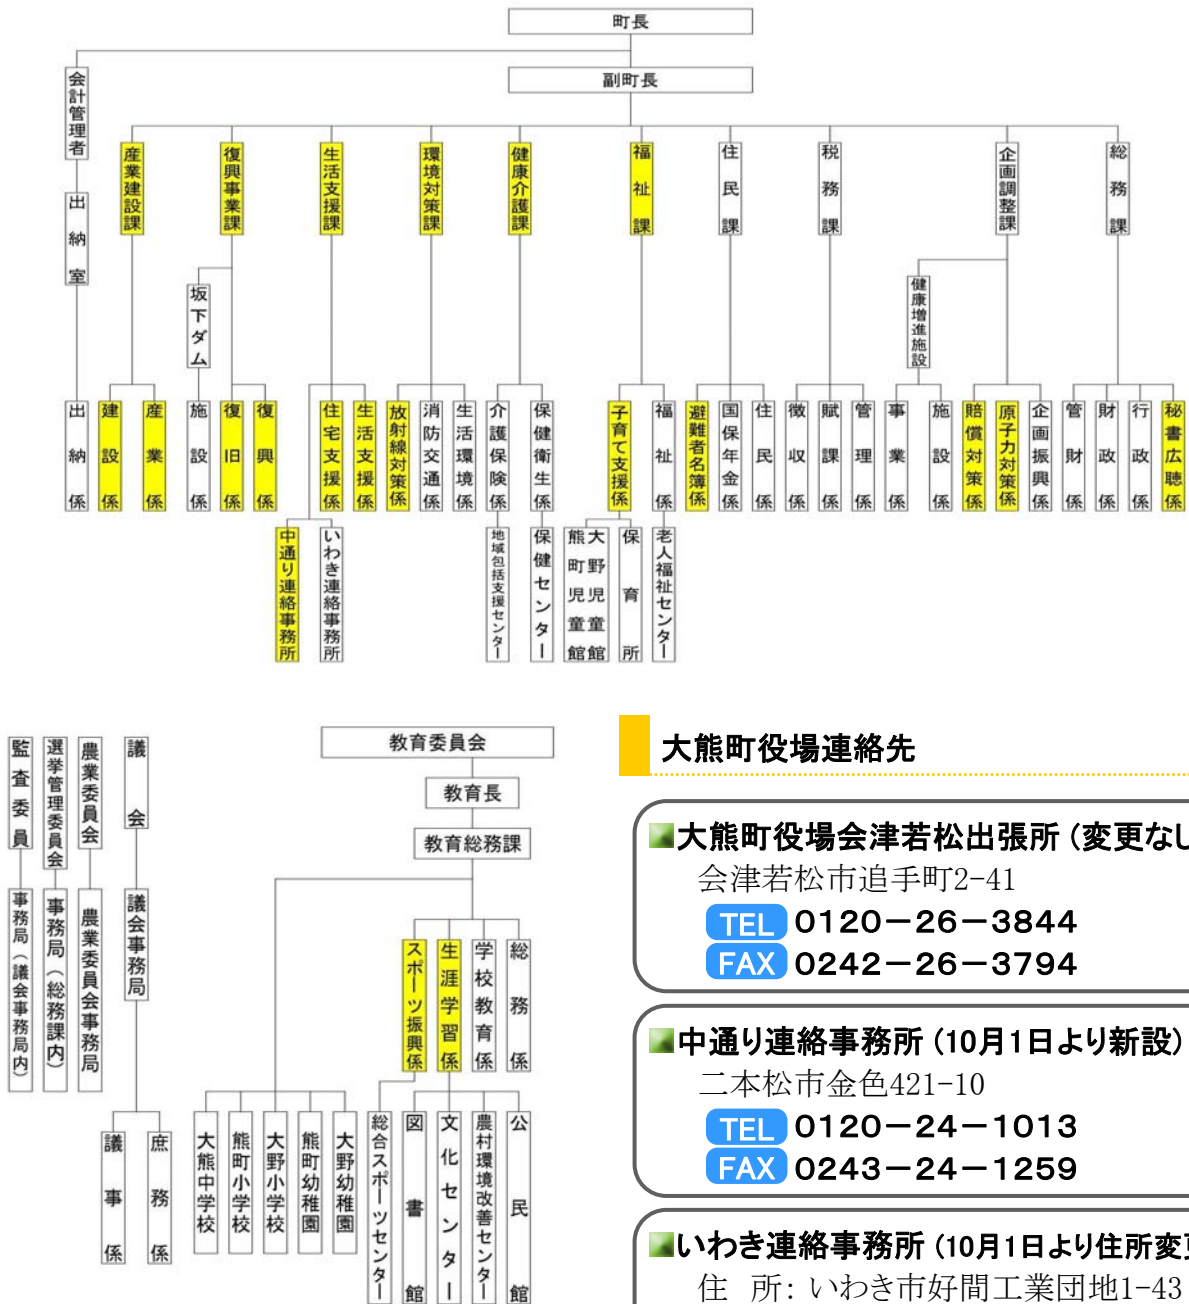 町長
副町長
会計管理者
出納室
出納係
産業建設課
復興事業課
生活支援課
環境対策課
健康介護課
福祉課
住民課
税務課
企画調整課
総務課
坂下ダム
健康増進施設
建設係
産業係
施設係
復旧係
復興係
住宅支援係
生活支援係
放射線対策係
消防交通係
生活環境係
介護保険係
保健衛生係
子育て支援係
福祉係
避難者名簿係
国保年金係
住民係
徴収係
賦課係
管理係
事業係
施設係
賠償対策係
原子力対策係
企画振興係
管財係
財政係
行政係
秘書広聴係
中通り連絡事務所
いわき連絡事務所
地域包括支援センター
保健センター
熊町児童館
大野児童館
保育所
老人福祉センター
監査委員
選挙管理委員会
農業委員会
議会
事務局(議会事務局内)
事務局(総務課内)
農業委員会事務局
議会事務局
議事係
庶務係
教育委員会
教育長
教育総務課
スポーツ振興係
生涯学習係
学校教育係
総務係
大熊中学校
熊町小学校
大野小学校
熊町幼稚園
大野幼稚園
総合スポーツセンター
図書館
文化センター
農村環境改善センター
公民館
大熊町役場連絡先
大熊町役場会津若松出張所(変更なし
会津若松市追手町2-41
TEL 0120-26-3844
FAX 0242-26-3794
中通り連絡事務所(10月1日より新設)
二本松市金色421-10
TEL 0120-24-1013
FAX 0243-24-1259
いわき連絡事務所(10月1日より住所変更
住 所:いわき市好間工業団地1-43